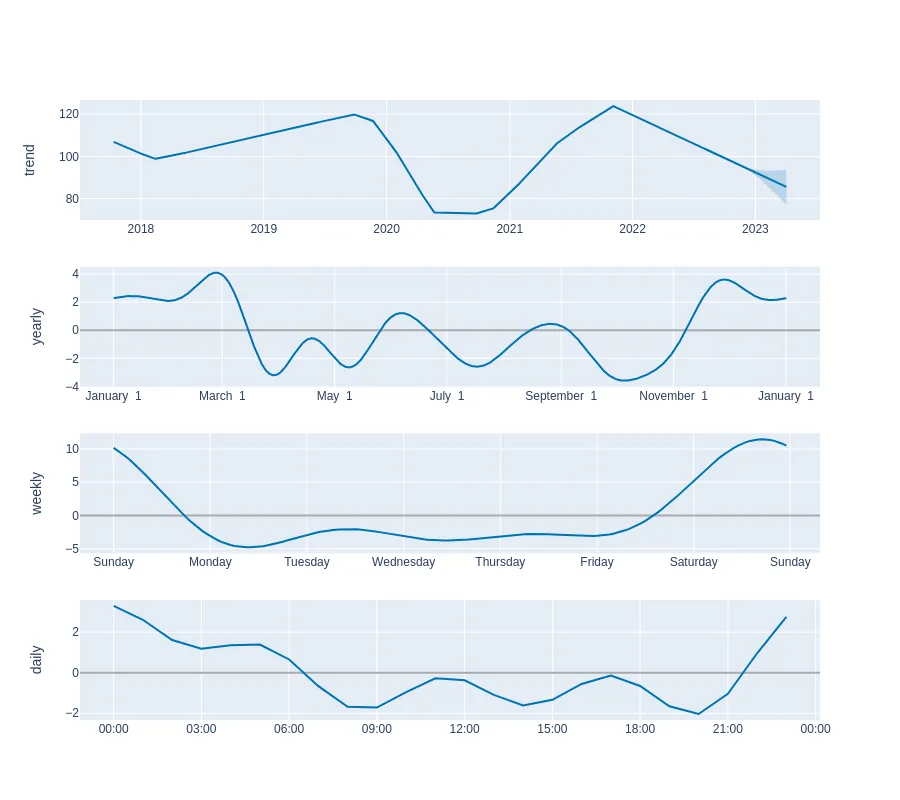 trend
120
100
80
2018 2019 2020 2021 2022 2023
yearly
4
2
0
−2
−4
January 1 March 1 May 1 July 1 September 1 November 1 January 1
weekly
10
5
0
−5
Sunday Monday Tuesday Wednesday Thursday Friday Saturday Sunday
daily
2
0
−2
00:00 03:00 06:00 09:00 12:00 15:00 18:00 21:00 00:00